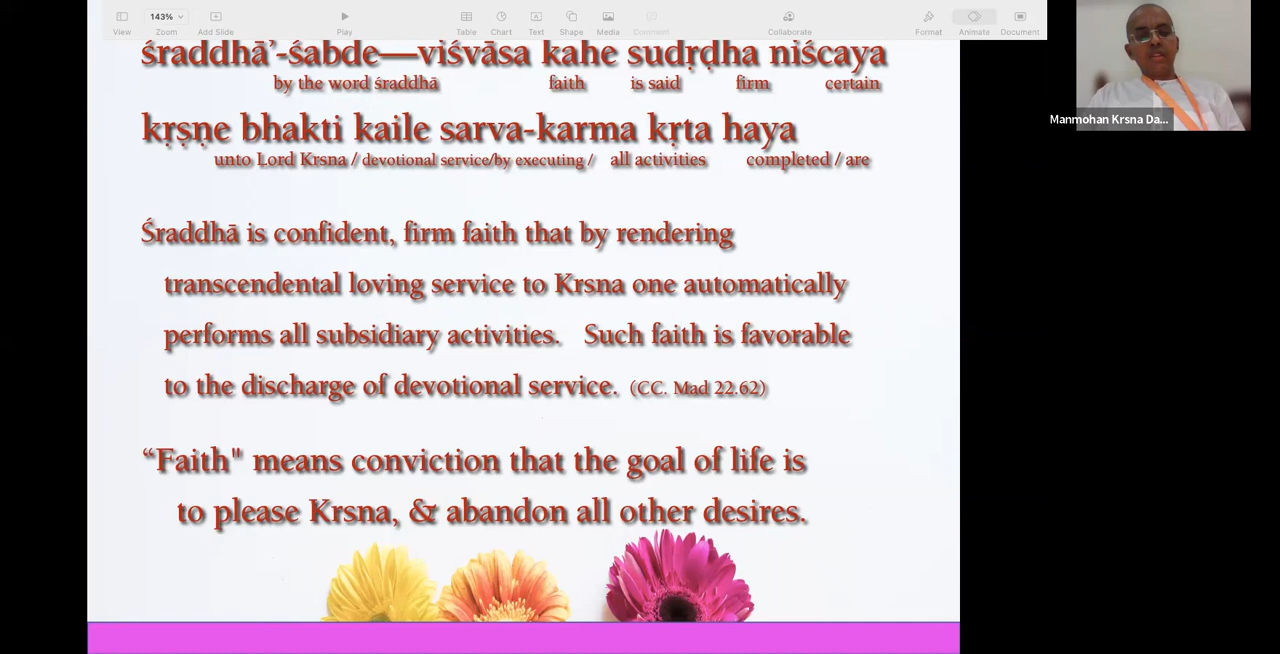 143%
View
Add Slide
Play
Table
Chart
Text
Shape
Media
Comment
Collaborate
Format
Animate
Document
śraddhā’-śabde—viśvāsa kahe sudṛḍha niścaya
by the word śraddhā faith is said firm certain
kṛṣṇe bhakti kaile sarva-karma kṛta haya
unto Lord Krsna / devotional service/by executing / all activities completed / are
Śraddhā is confident, firm faith that by rendering
transcendental loving service to Krsna one automatically
performs all subsidiary activities. Such faith is favorable
to the discharge of devotional service. (CC. Mad 22.62)
“Faith" means conviction that the goal of life is
to please Krsna, & abandon all other desires.
Manmohan Krsna Da...